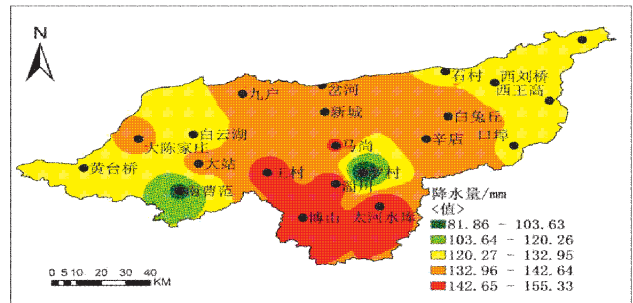 N
石村
西刘桥
西王高
九户
岔河
新城
白兔丘
白云湖
马尚
辛店
口埠
大陈家庄
黄台桥
大站
王村
罗村
淄川
曹范
博山
太河水库
降水量/mm
<值>
81.86 - 103.63
103.64 - 120.26
120.27 - 132.95
132.96 - 142.64
142.65 - 155.33
0 5 10 20 30 40
KM